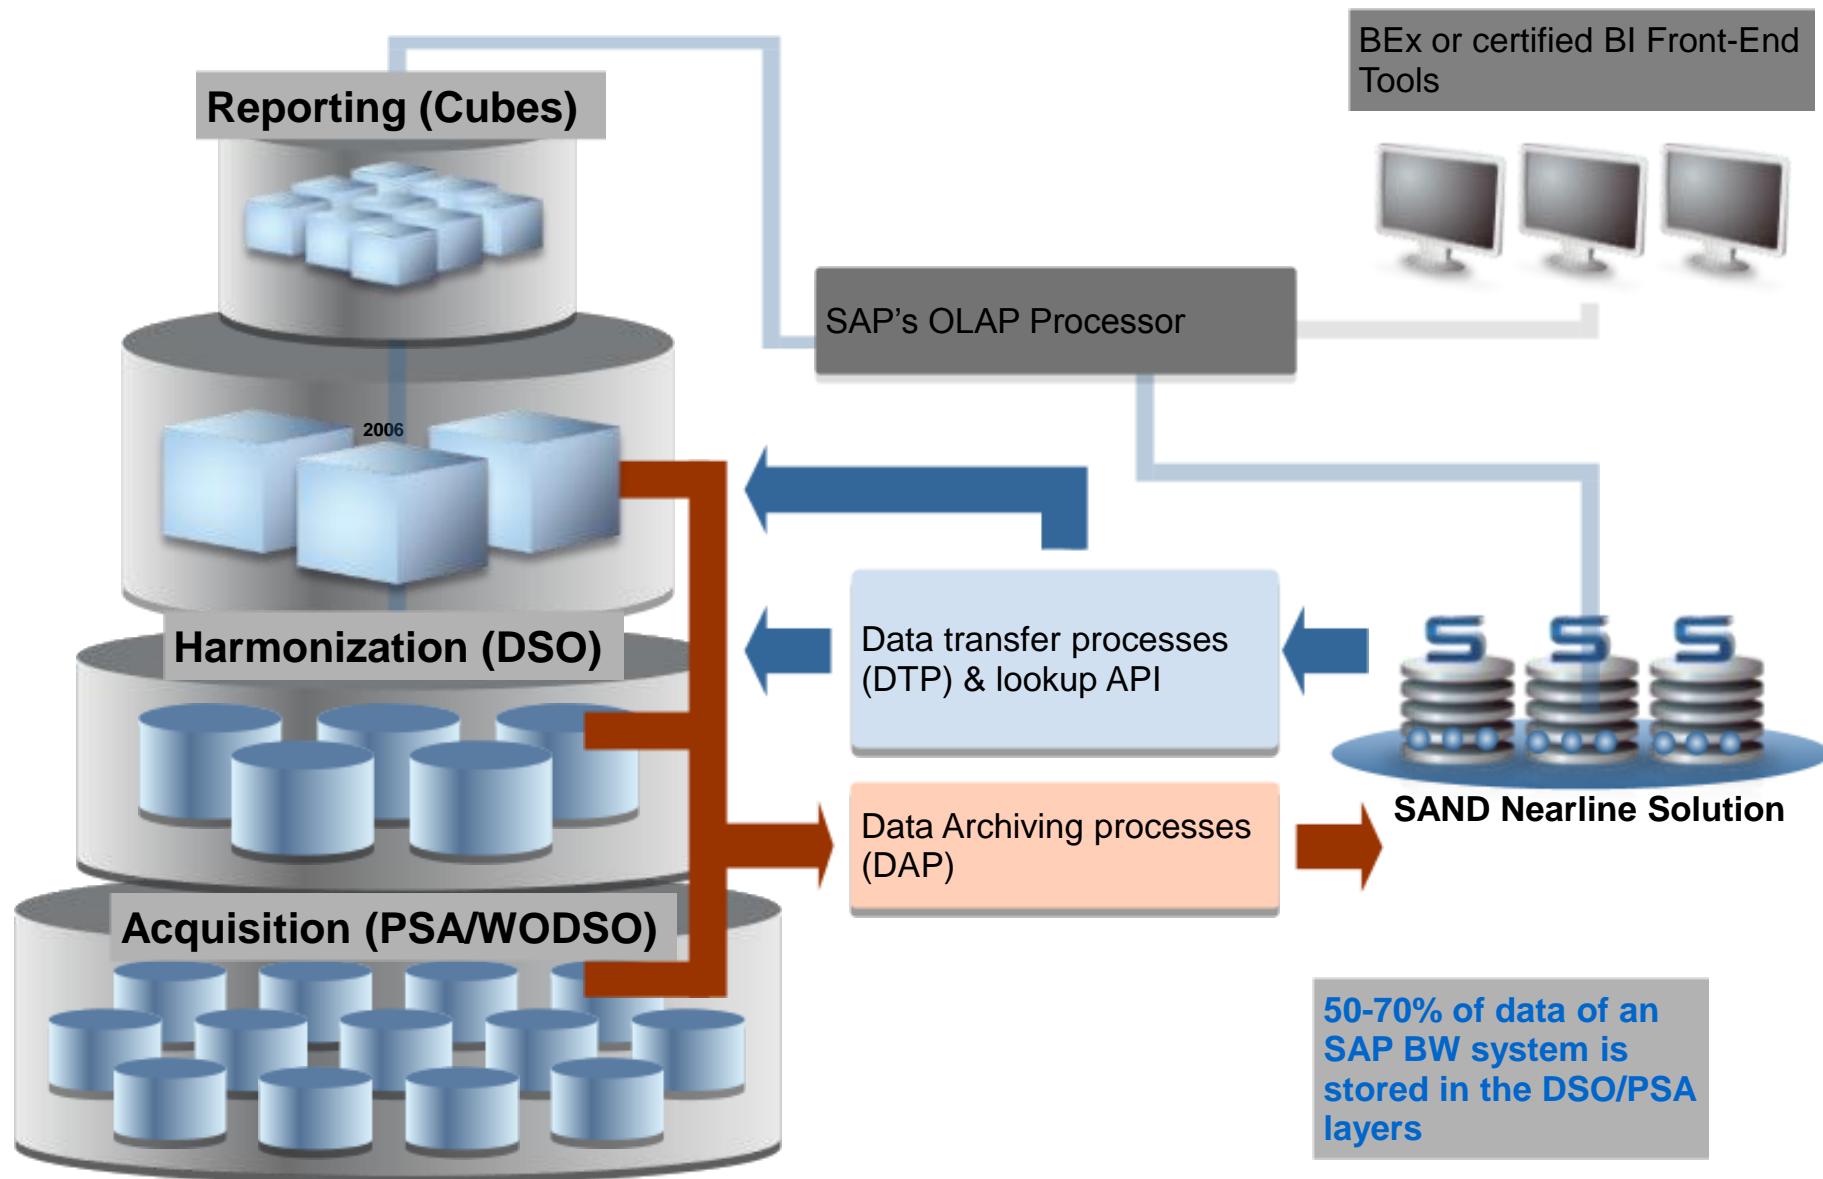 BEx or certified BI Front-End
Tools
Reporting (Cubes)
SAP's OLAP Processor
2006
Data transfer processes
(DTP) & lookup API
Harmonization (DSO)
S S S
SAND Nearline Solution
Data Archiving processes
(DAP)
Acquisition (PSA/WODSO)
50-70% of data of an
SAP BW system is
stored in the DSO/PSA
layers